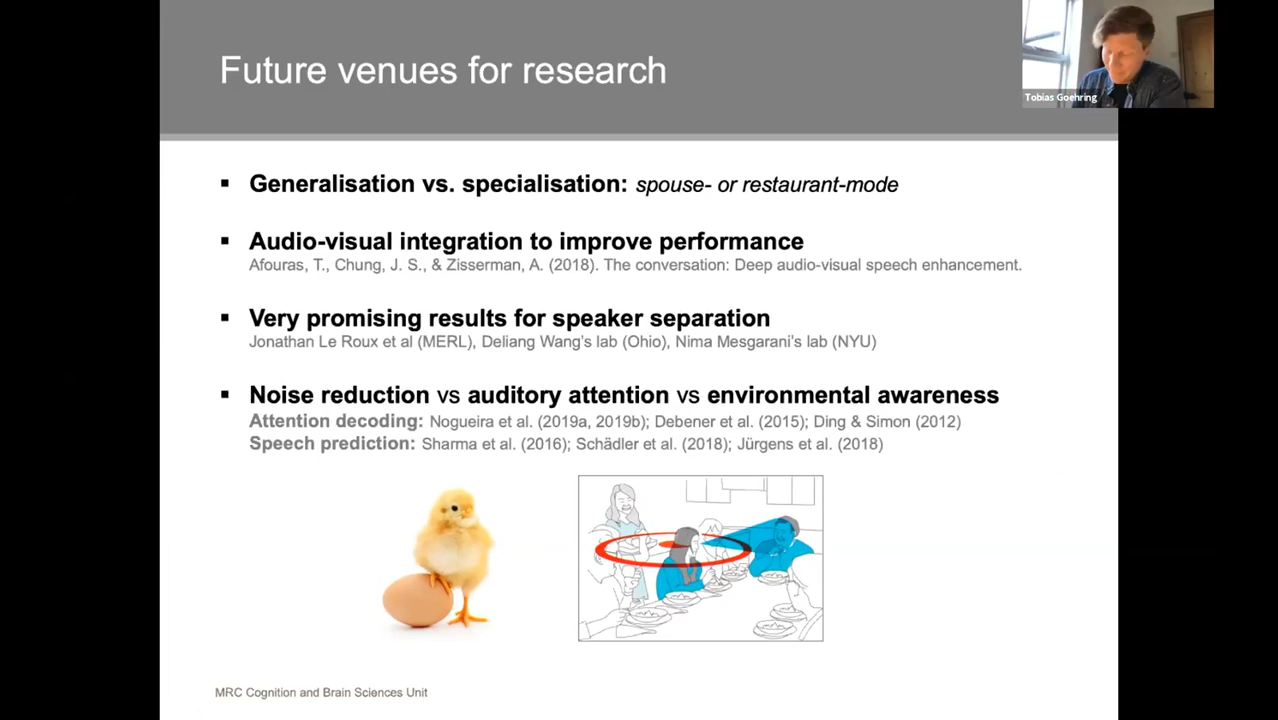 Future venues for research
Tobias Goehring
▪ Generalisation vs. specialisation: spouse- or restaurant-mode
▪ Audio-visual integration to improve performance
Afouras, T., Chung, J. S., & Zisserman, A. (2018). The conversation: Deep audio-visual speech enhancement.
▪ Very promising results for speaker separation
Jonathan Le Roux et al (MERL), Deliang Wang's lab (Ohio), Nima Mesgarani's lab (NYU)
▪ Noise reduction vs auditory attention vs environmental awareness
Attention decoding: Nogueira et al. (2019a, 2019b); Debener et al. (2015); Ding & Simon (2012)
Speech prediction: Sharma et al. (2016); Schädler et al. (2018); Jürgens et al. (2018)
MRC Cognition and Brain Sciences Unit